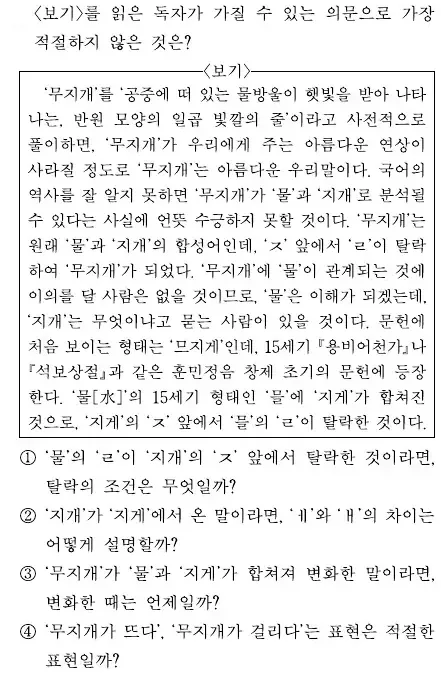 〈보기〉를 읽은 독자가 가질 수 있는 의문으로 가장
적절하지 않은 것은?
〈보기〉
‘무지개’를 ‘공중에 떠 있는 물방울이 햇빛을 받아 나타
나는, 반원 모양의 일곱 빛깔의 줄’이라고 사전적으로
풀이하면, ‘무지개’가 우리에게 주는 아름다운 연상이
사라질 정도로 ‘무지개’는 아름다운 우리말이다. 국어의
역사를 잘 알지 못하면 ‘무지개’가 ‘물’과 ‘지개’로 분석될
수 있다는 사실에 언뜻 수긍하지 못할 것이다. ‘무지개’는
원래 ‘물’과 ‘지개’의 합성어인데, ‘ㅈ’ 앞에서 ‘ㄹ’이 탈락
하여 ‘무지개’가 되었다. ‘무지개’에 ‘물’이 관계되는 것에
이의를 달 사람은 없을 것이므로, ‘물’은 이해가 되겠는데,
‘지개’는 무엇이냐고 묻는 사람이 있을 것이다. 문헌에
처음 보이는 형태는 ‘므지게’인데, 15세기 『용비어천가』나
『석보상절』과 같은 훈민정음 창제 초기의 문헌에 등장
한다. ‘물[水]’의 15세기 형태인 ‘믈’에 ‘지게’가 합쳐진
것으로, ‘지게’의 ‘ㅈ’ 앞에서 ‘믈’의 ‘ㄹ’이 탈락한 것이다.
① ‘물’의 ‘ㄹ’이 ‘지개’의 ‘ㅈ’ 앞에서 탈락한 것이라면,
탈락의 조건은 무엇일까?
② ‘지개’가 ‘지게’에서 온 말이라면, ‘ㅔ’와 ‘ㅐ’의 차이는
어떻게 설명할까?
③ ‘무지개’가 ‘물’과 ‘지게’가 합쳐져 변화한 말이라면,
변화한 때는 언제일까?
④ ‘무지개가 뜨다’, ‘무지개가 걸리다’는 표현은 적절한
표현일까?